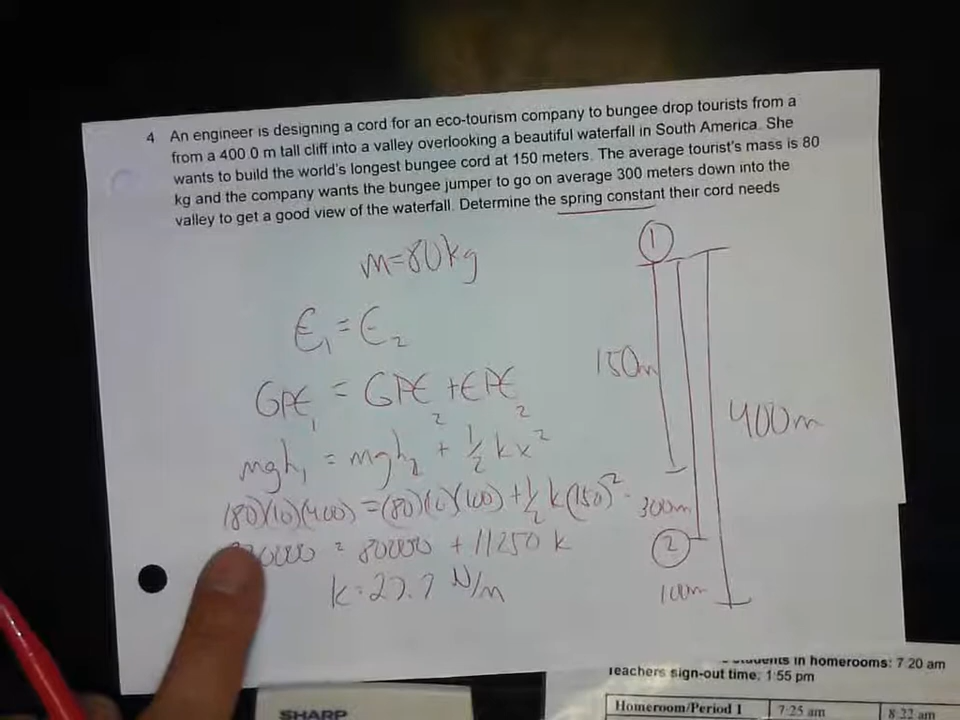 4 An engineer is designing a cord for an eco-tourism company to bungee drop tourists from a
from a 400.0 m tall cliff into a valley overlooking a beautiful waterfall in South America. She
wants to build the world's longest bungee cord at 150 meters. The average tourist's mass is 80
kg and the company wants the bungee jumper to go on average 300 meters down into the
valley to get a good view of the waterfall. Determine the spring constant their cord needs
m=80kg
E₁ = E₂
GPE₁ = GPE₂ + EPE₂
mgh₁ = mgh₂ + ½ kx²
(80)(10)(400) = (80)(10)(100) + ½ k(150)²
= 80000 + 11250 k
N/m
1
150m
400m
300m
2
100m
SHARP
students in homerooms: 7:20 am
Teachers sign-out time: 1:55 pm
Homeroom/Period 1 7:25 am 8:22 am